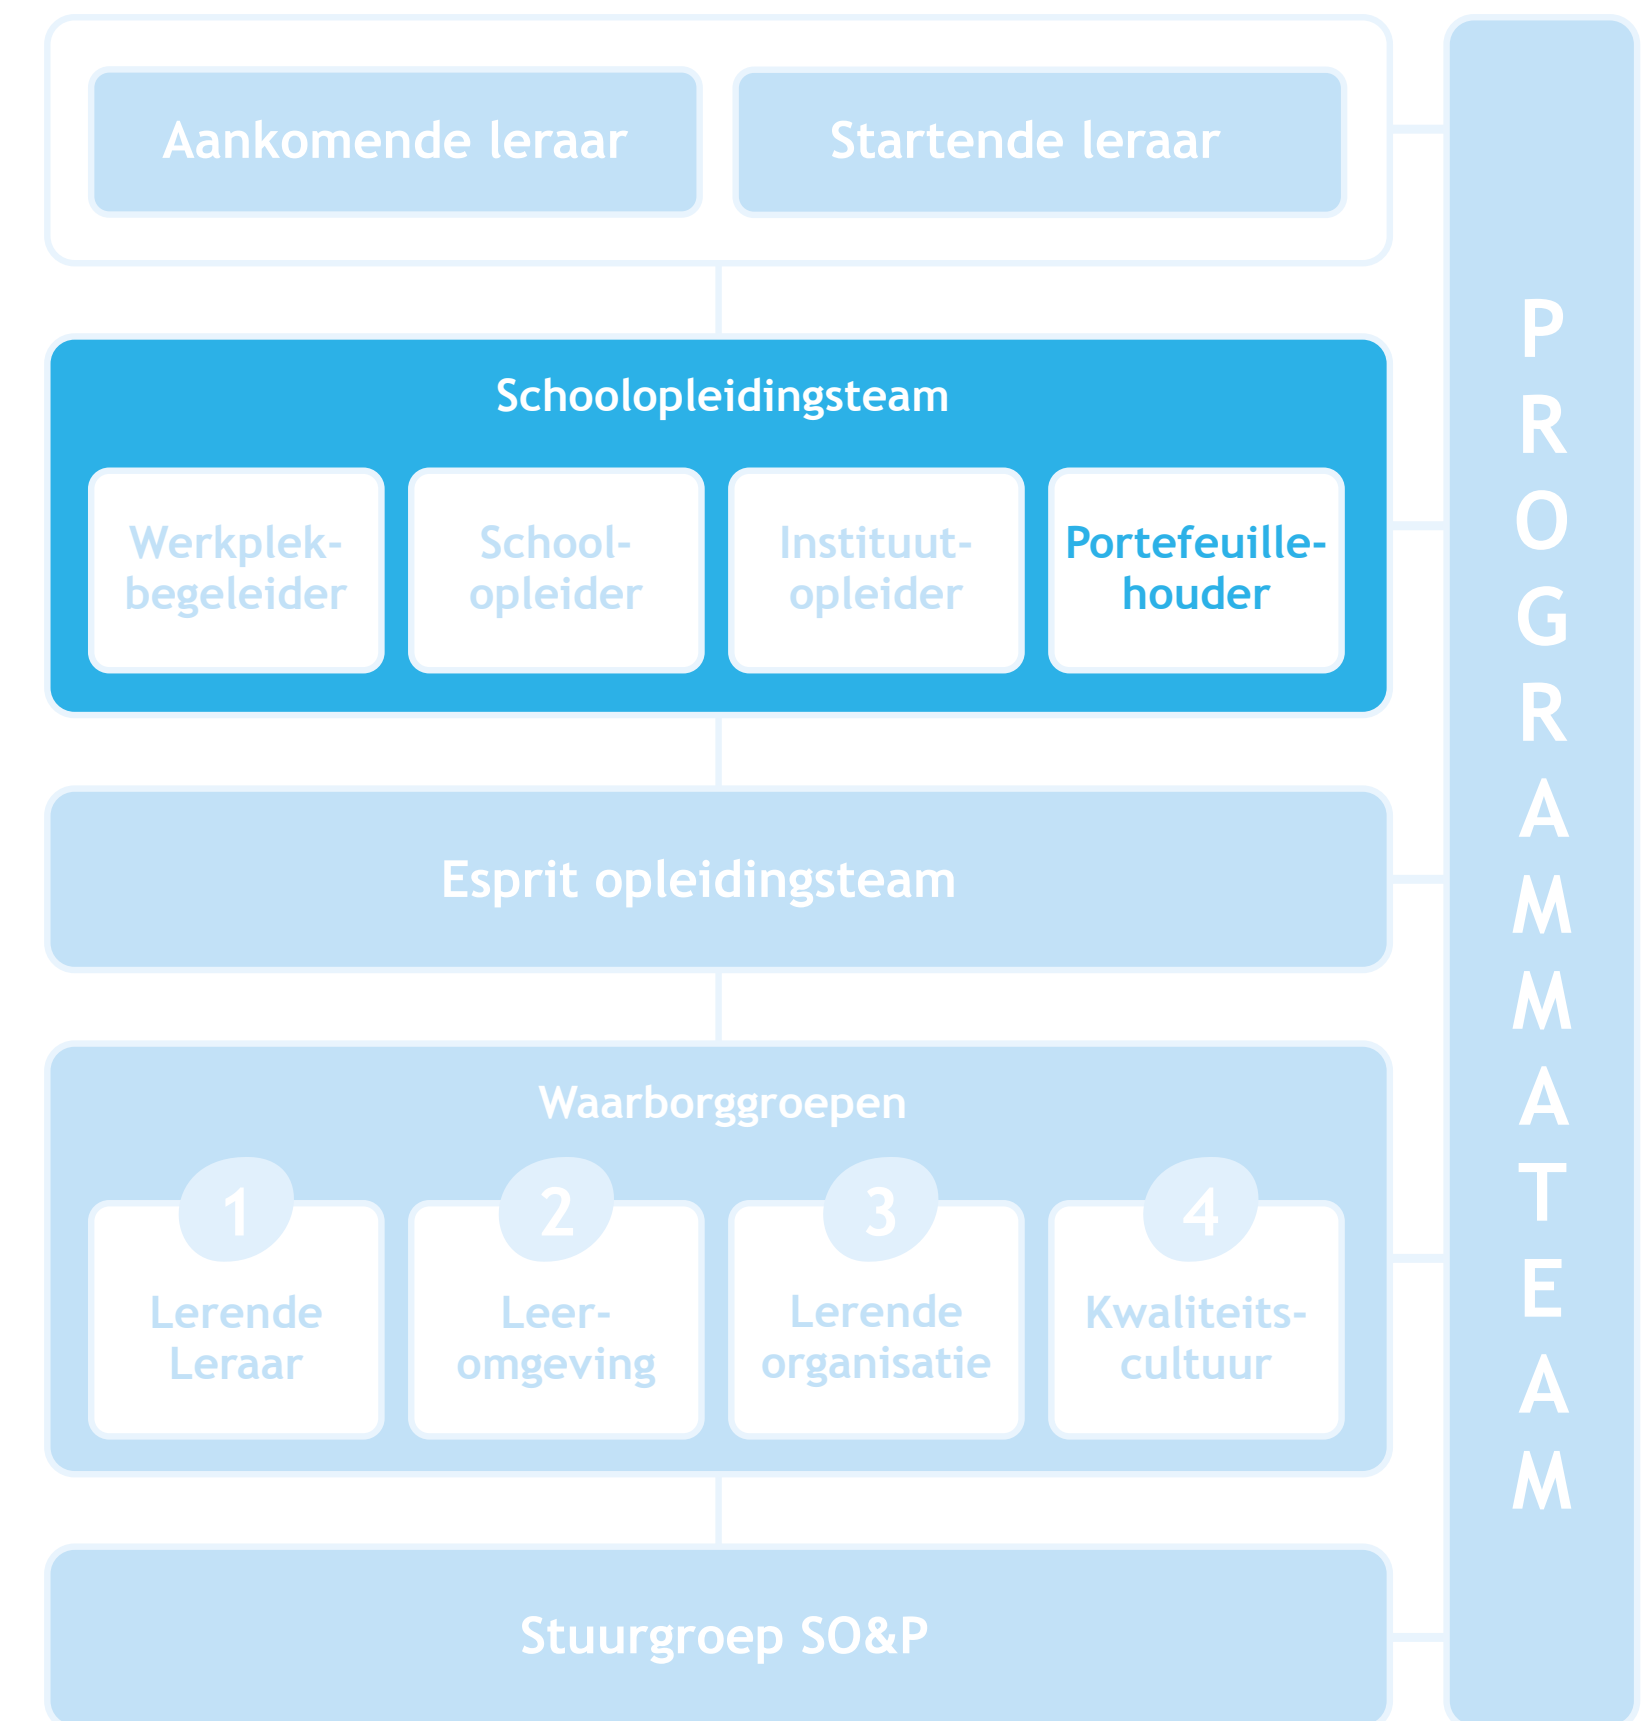 Aankomende leraar
Startende leraar
Schoolopleidingsteam
Werkplek-
begeleider
School-
opleider
Instituut-
opleider
Portefeuille-
houder
Esprit opleidingsteam
Waarborggroepen
1
Lerende
Leraar
2
Leer-
omgeving
3
Lerende
organisatie
4
Kwaliteits-
cultuur
Stuurgroep SO&P
PROGRAMMATEAM